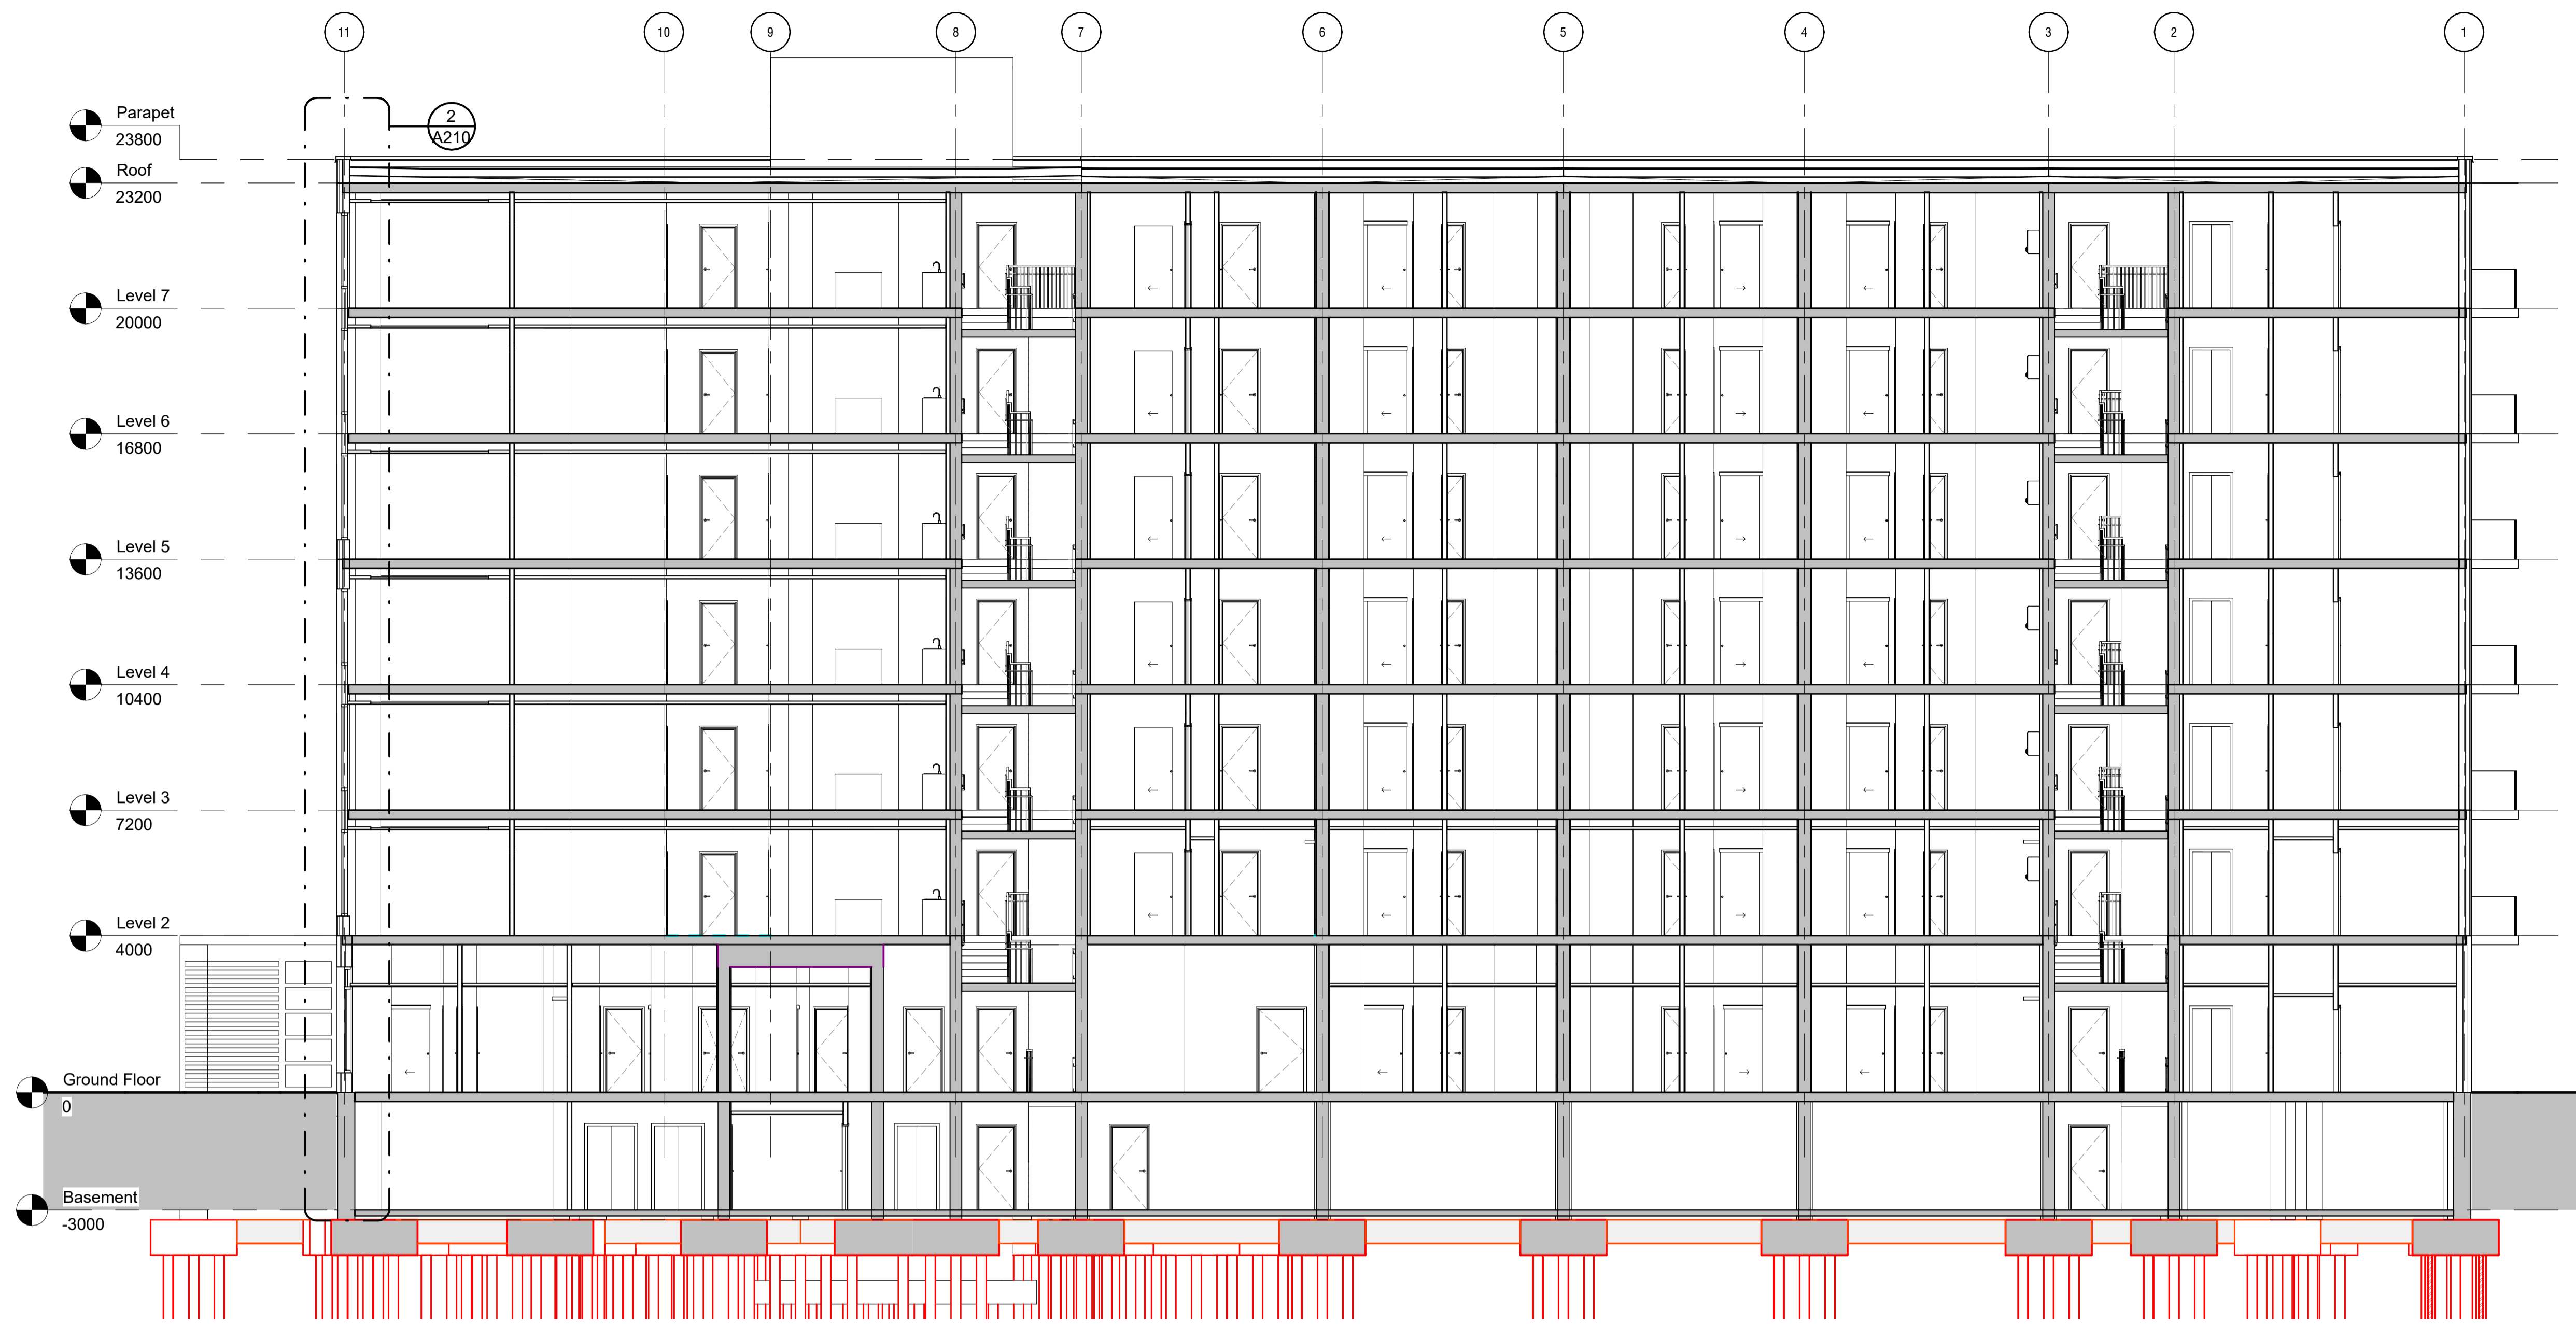 11
10
9
8
7
6
5
4
3
2
1
2
A210
Parapet
23800
Roof
23200
Level 7
20000
Level 6
16800
Level 5
13600
Level 4
10400
Level 3
7200
Level 2
4000
Ground Floor
0
Basement
-3000